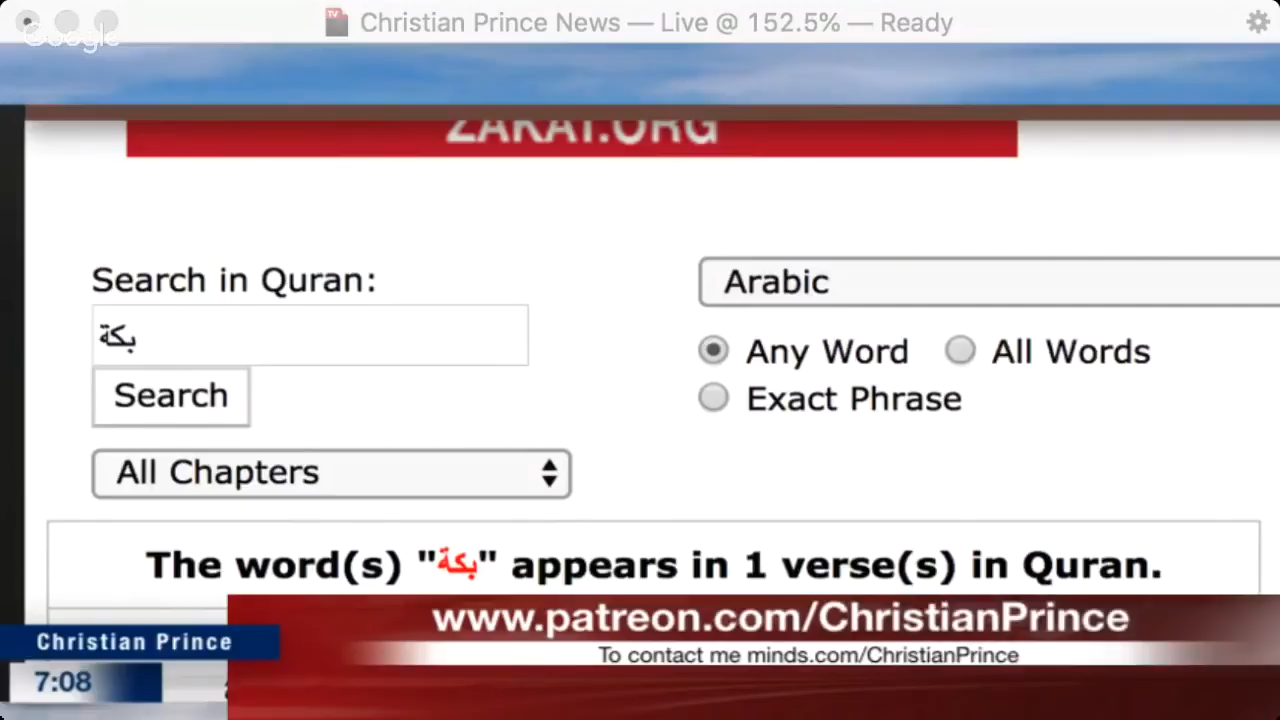 Christian Prince News — Live @ 152.5% — Ready
Google
ZAKAT.ORG
Search in Quran:
Arabic
بكة
Any Word
All Words
Search
Exact Phrase
All Chapters
The word(s) "بكة" appears in 1 verse(s) in Quran.
www.patreon.com/ChristianPrince
Christian Prince
To contact me minds.com/ChristianPrince
7:08